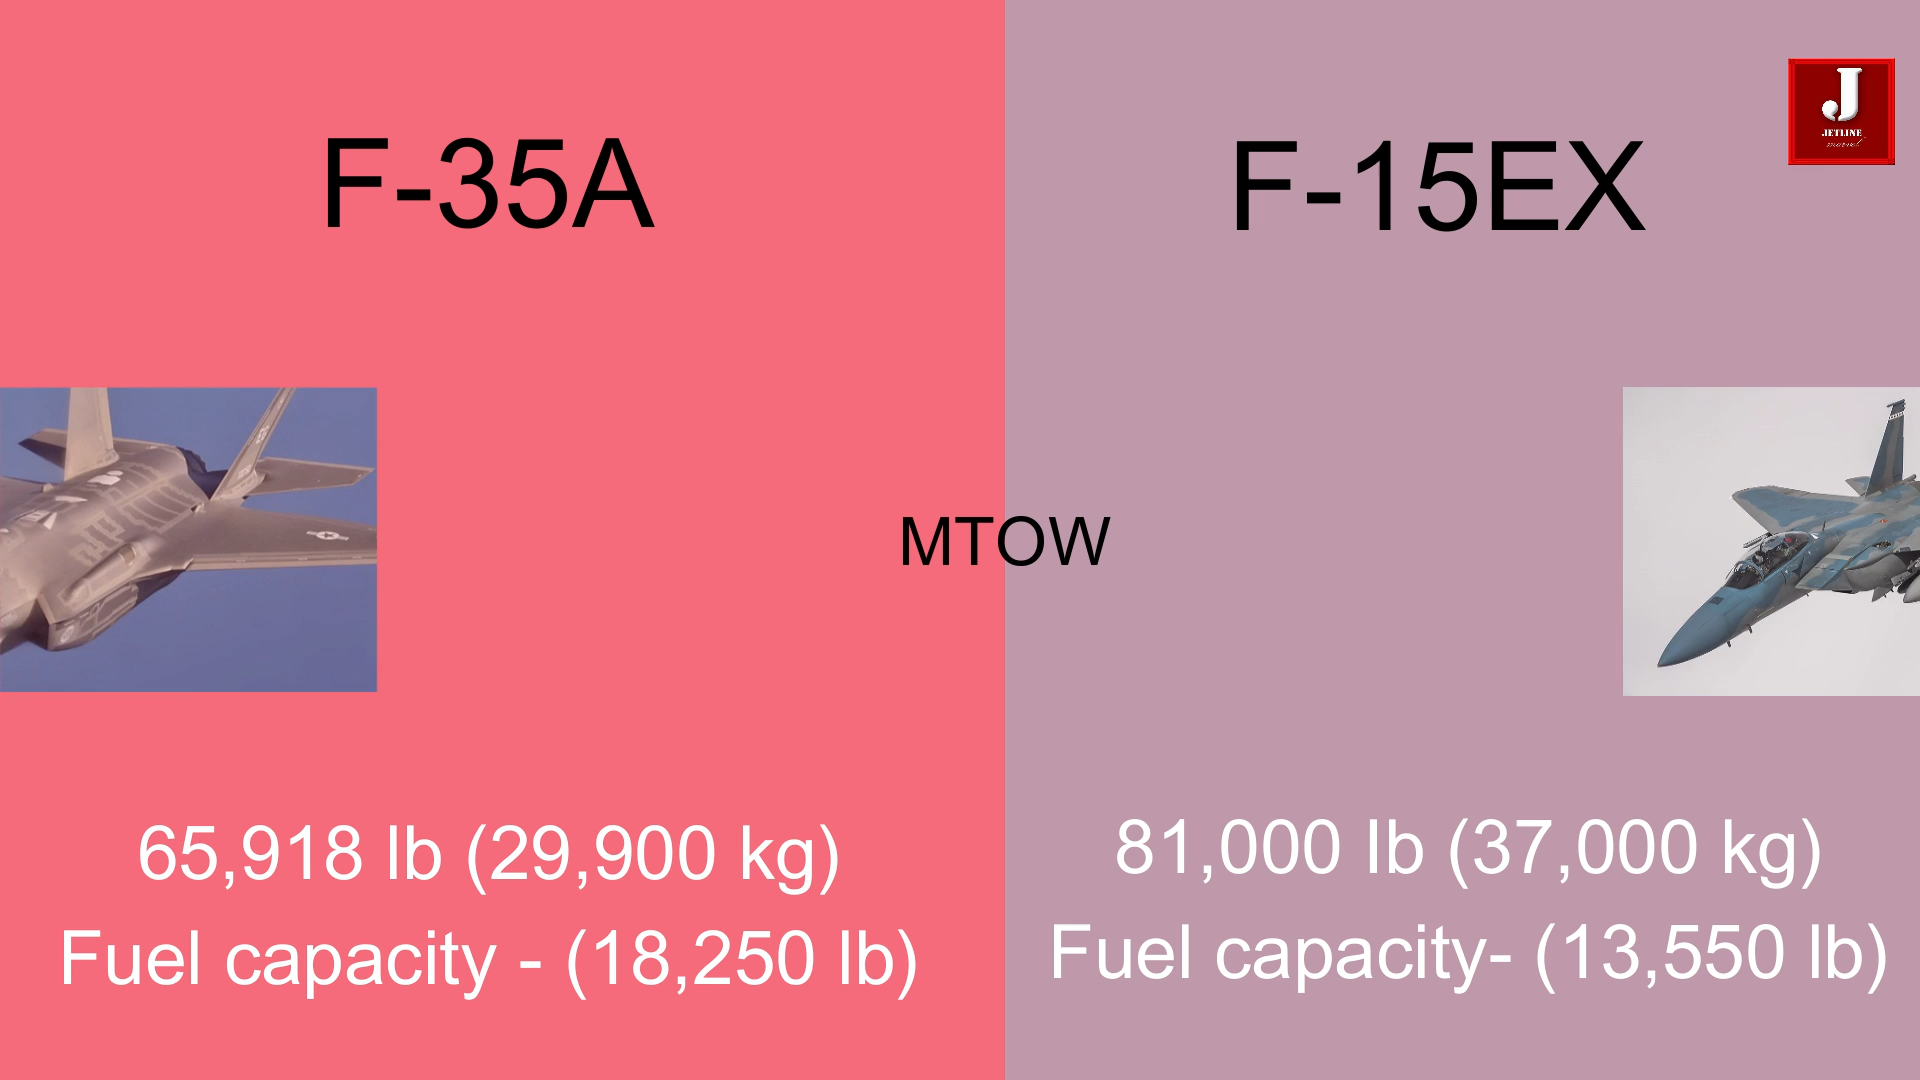 F-35A
F-15EX
J
JETLINE
marvel
MTOW
65,918 lb (29,900 kg)
Fuel capacity - (18,250 lb)
81,000 lb (37,000 kg)
Fuel capacity- (13,550 lb)